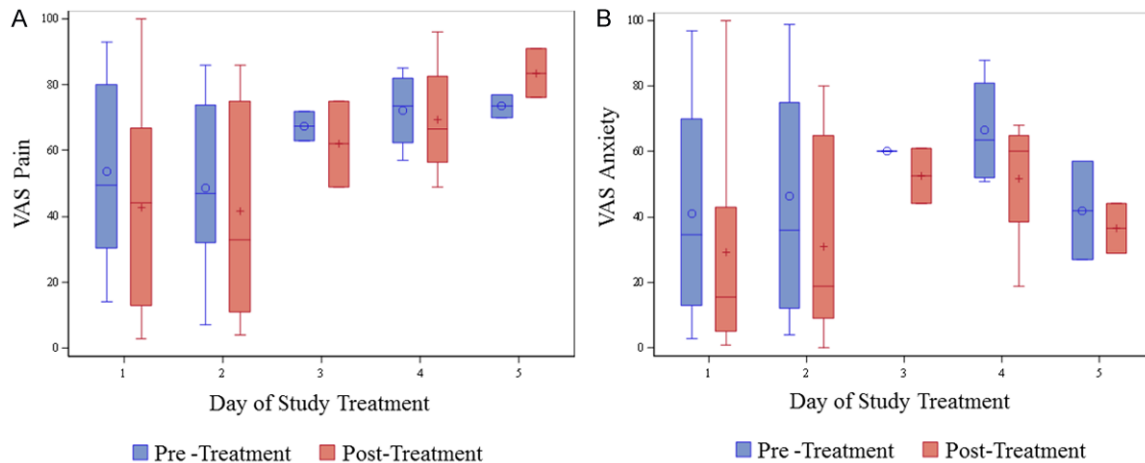 A
VAS Pain
100
80
60
40
20
0
1 2 3 4 5
Day of Study Treatment
Pre -Treatment Post-Treatment
B
VAS Anxiety
100
80
60
40
20
0
1 2 3 4 5
Day of Study Treatment
Pre -Treatment Post-Treatment